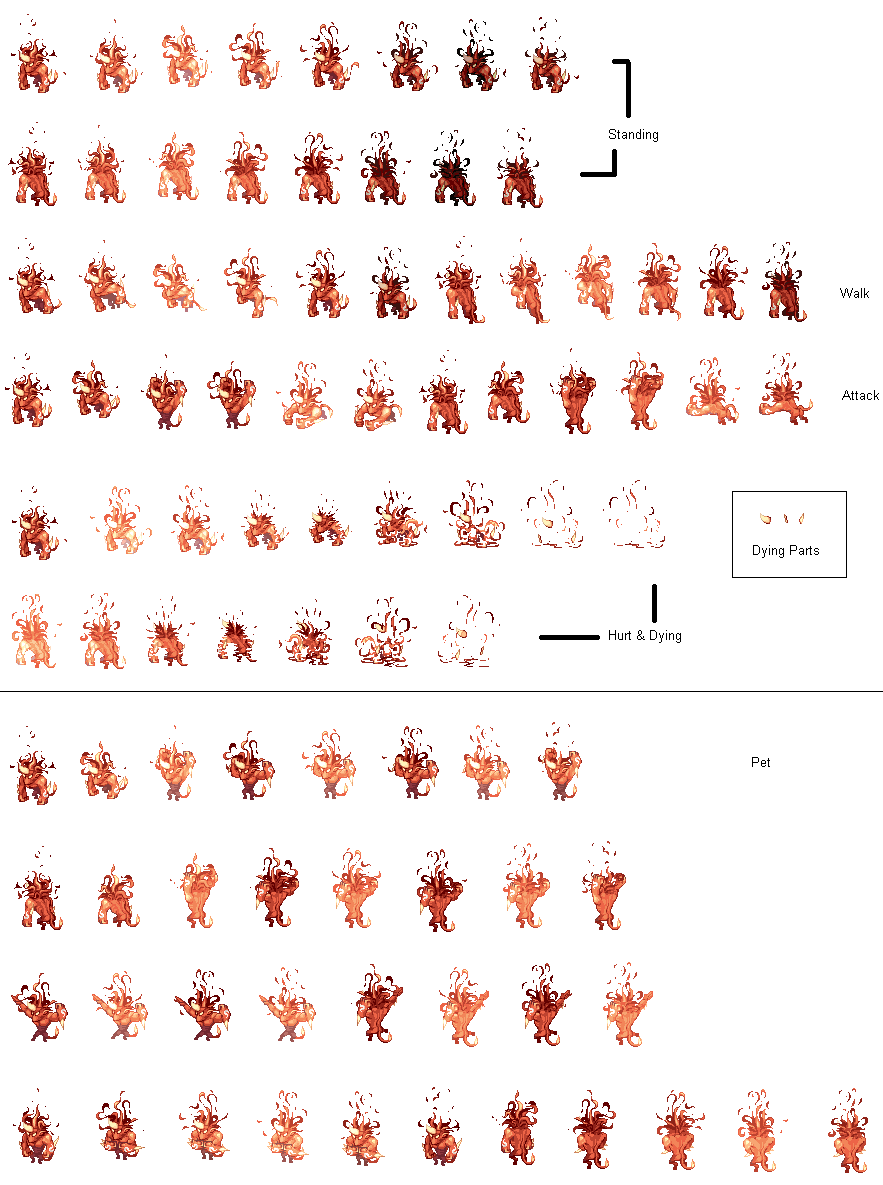 Standing
Walk
Attack
Dying Parts
Hurt & Dying
Pet